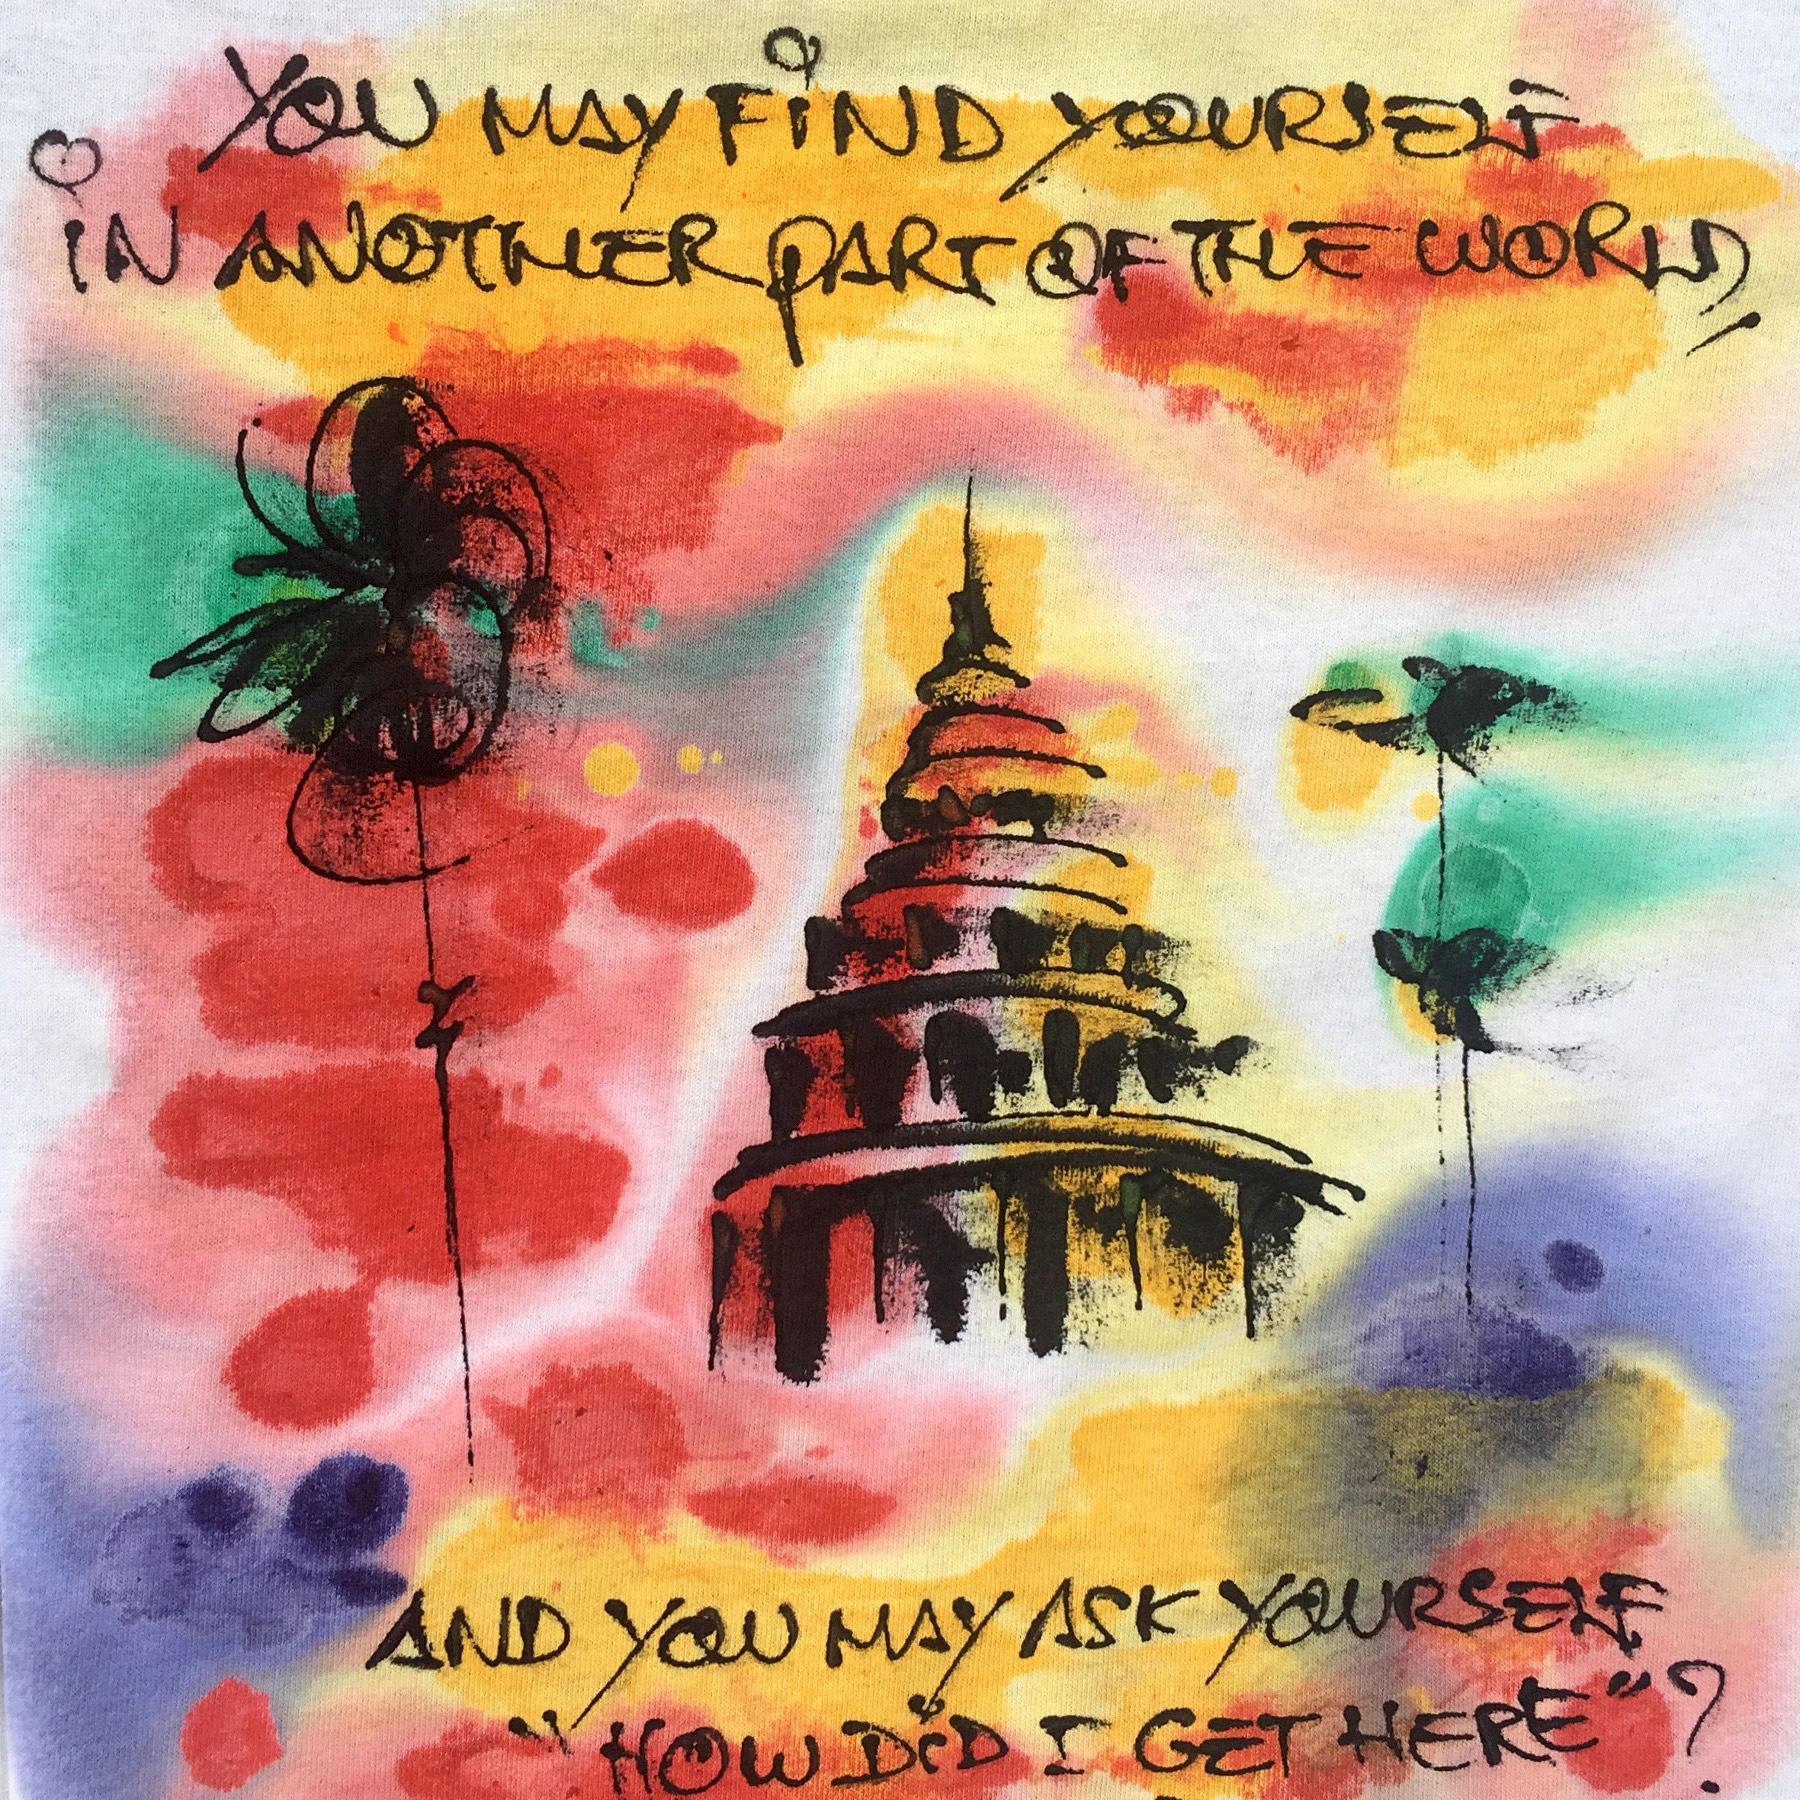 YOU MAY FiND YOURSELF
iN ANOTHER PART OF THE WORLD,
AND YOU MAY ASK YOURSELF
"HOW DiD I GET HERE"?